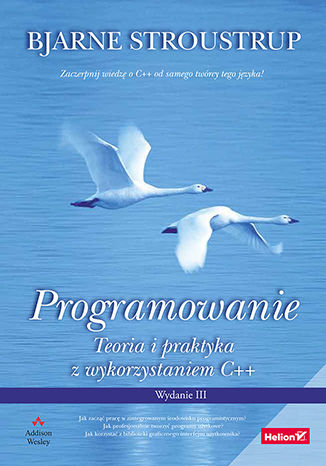 BJARNE STROUSTRUP
Zaczerpnij wiedzę o C++ od samego twórcy tego języka!
Programowanie
Teoria i praktyka
z wykorzystaniem C++
Wydanie III
Jak zacząć pracę w zintegrowanym środowisku programistycznym?
Jak profesjonalnie tworzyć programy użytkowe?
Jak korzystać z biblioteki graficznego interfejsu użytkownika?
Addison
Wesley
Helion